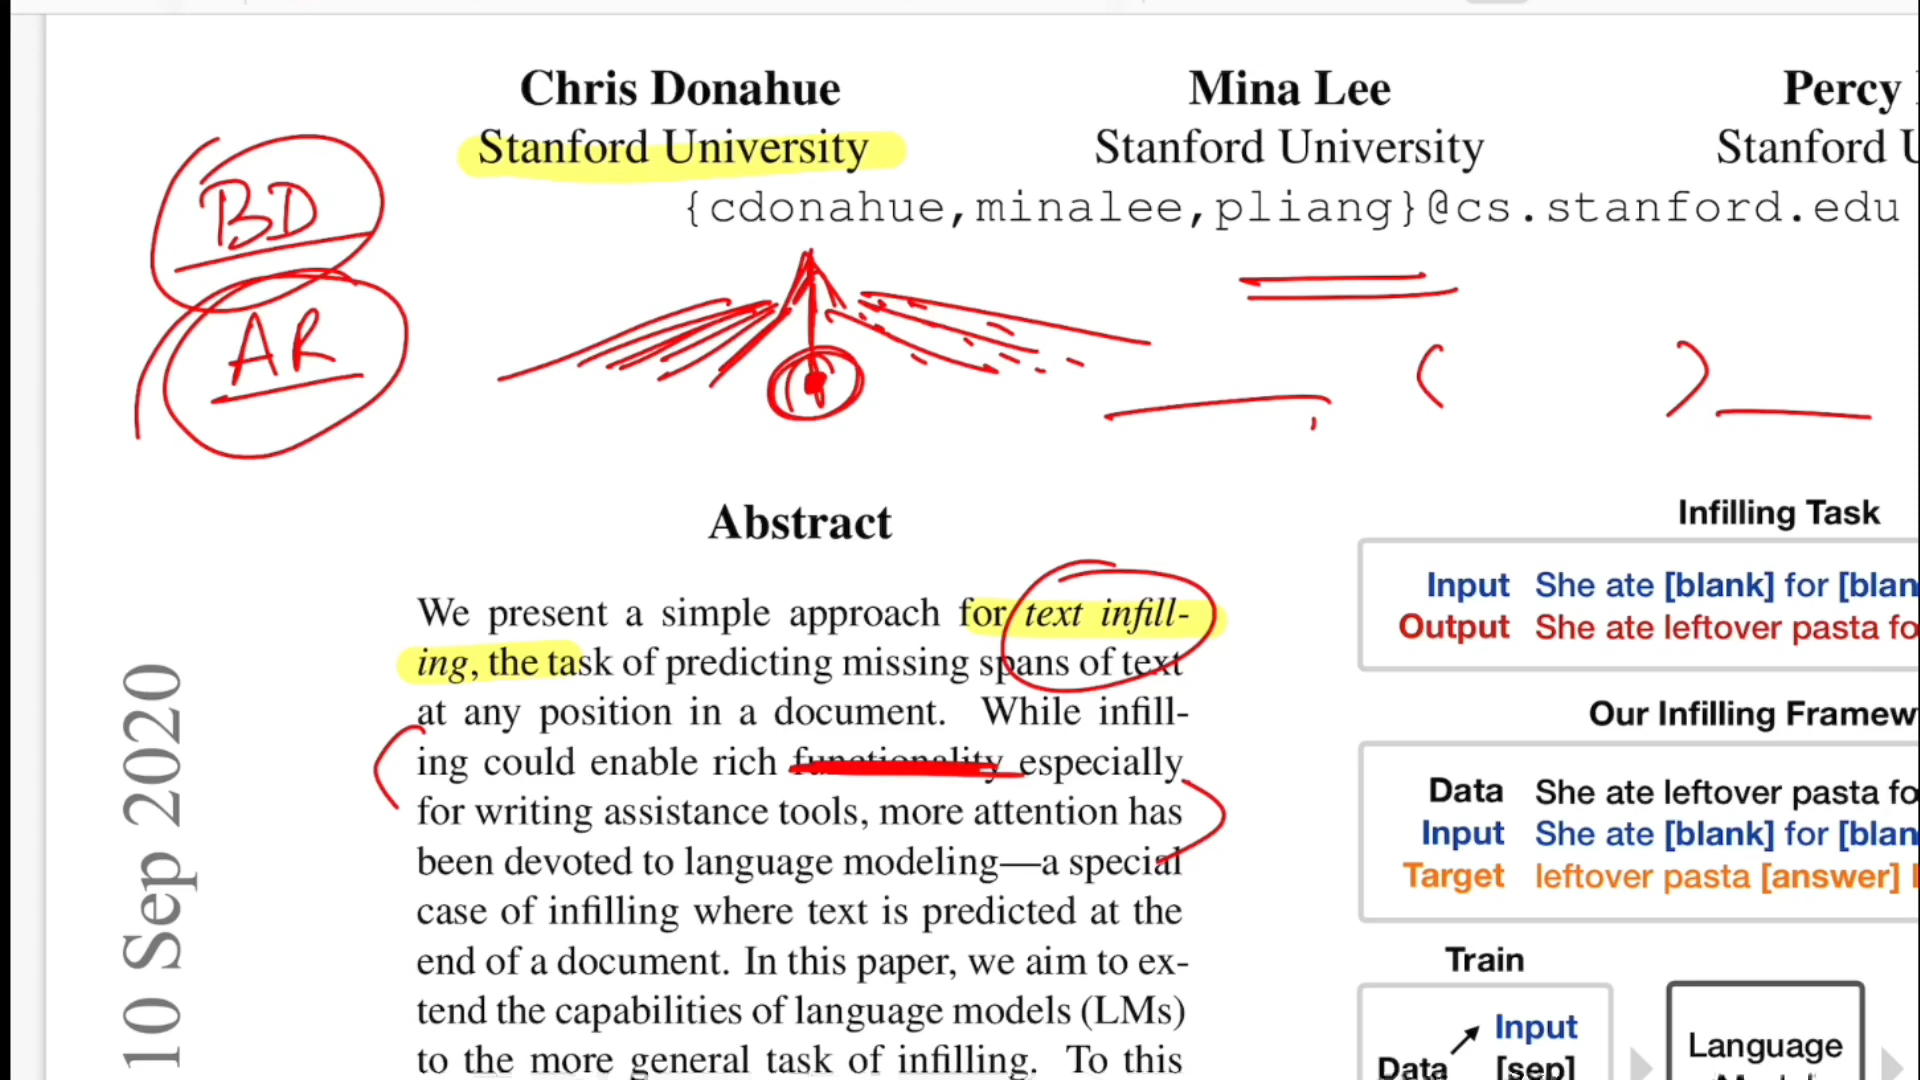 Chris Donahue
Stanford University
Mina Lee
Stanford University
Percy
Stanford U
{cdonahue,minalee,pliang}@cs.stanford.edu
BD
AR
Abstract
We present a simple approach for text infill-
ing, the task of predicting missing spans of text
at any position in a document. While infill-
ing could enable rich functionality especially
for writing assistance tools, more attention has
been devoted to language modeling—a special
case of infilling where text is predicted at the
end of a document. In this paper, we aim to ex-
tend the capabilities of language models (LMs)
to the more general task of infilling. To this
10 Sep 2020
Infilling Task
Input She ate [blank] for [blan
Output She ate leftover pasta fo
Our Infilling Framew
Data She ate leftover pasta fo
Input She ate [blank] for [blan
Target leftover pasta [answer]
Train
Data
Input
[sep]
Language